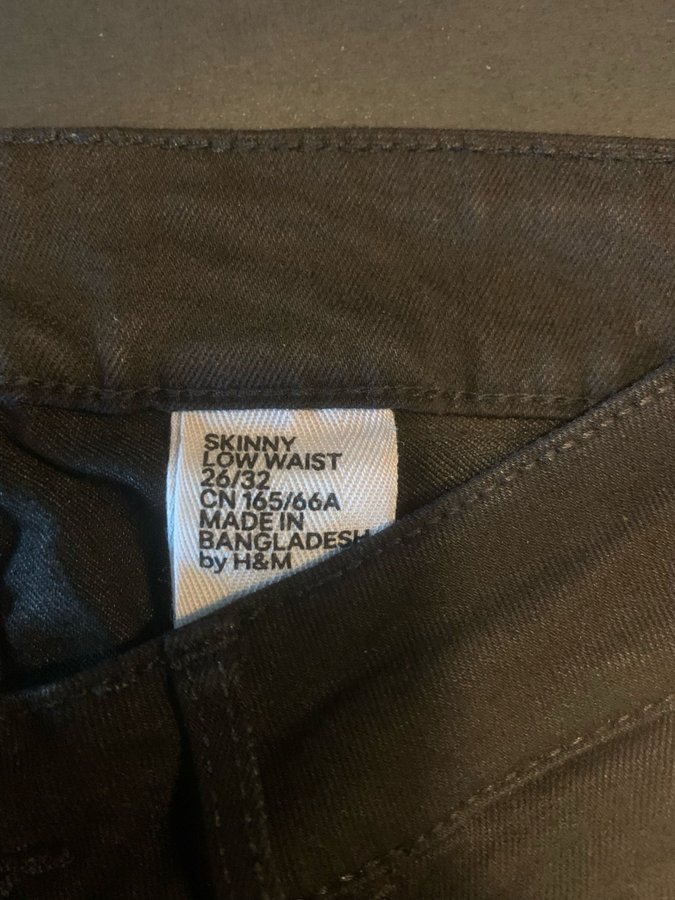 SKINNY
LOW WAIST
26/32
CN 165/66A
MADE IN
BANGLADESH
by H&M